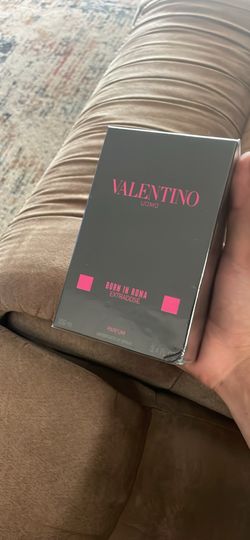 VALENTINO
UOMO
BORN IN ROMA
EXTRADOSE
PARFUM